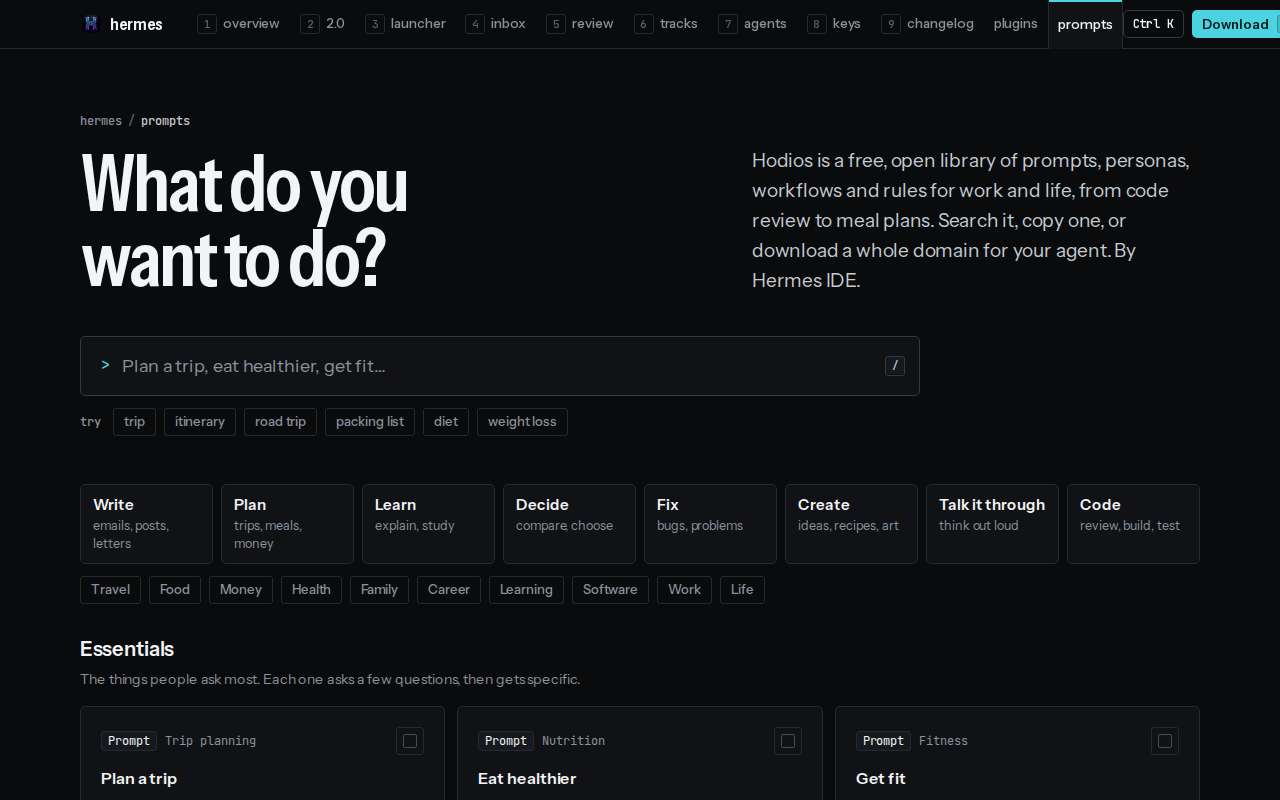 hermes 1 overview 2 2.0 3 launcher 4 inbox 5 review 6 tracks 7 agents 8 keys 9 changelog plugins prompts Ctrl K Download
hermes / prompts
What do you
want to do?
Hodios is a free, open library of prompts, personas,
workflows and rules for work and life, from code
review to meal plans. Search it, copy one, or
download a whole domain for your agent. By
Hermes IDE.
> Plan a trip, eat healthier, get fit... /
try trip itinerary road trip packing list diet weight loss
Write Plan Learn Decide Fix Create Talk it through Code
emails, posts, trips, meals, explain, study compare, choose bugs, problems ideas, recipes, art think out loud review, build, test
letters money
Travel Food Money Health Family Career Learning Software Work Life
Essentials
The things people ask most. Each one asks a few questions, then gets specific.
Prompt Trip planning Prompt Nutrition Prompt Fitness
Plan a trip Eat healthier Get fit